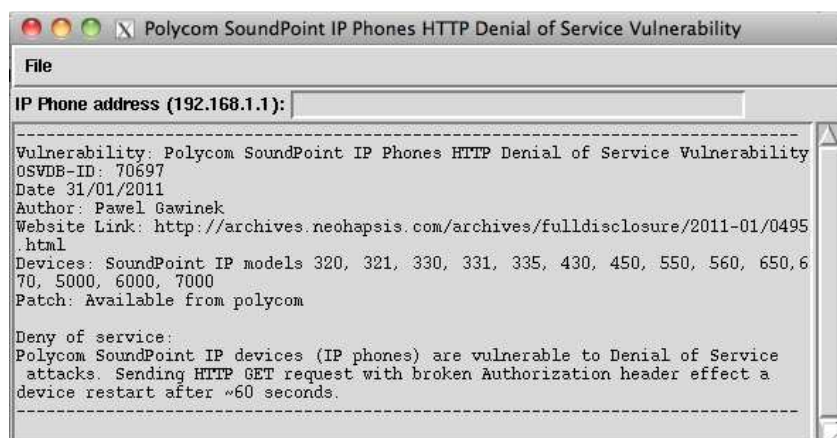 Polycom SoundPoint IP Phones HTTP Denial of Service Vulnerability
File
IP Phone address (192.168.1.1):
--------------------------------------------------------------------------------
Vulnerability: Polycom SoundPoint IP Phones HTTP Denial of Service Vulnerability
OSVDB-ID: 70697
Date 31/01/2011
Author: Pawel Gawinek
Website Link: http://archives.neohapsis.com/archives/fulldisclosure/2011-01/0495
.html
Devices: SoundPoint IP models 320, 321, 330, 331, 335, 430, 450, 550, 560, 650,6
70, 5000, 6000, 7000
Patch: Available from polycom
Deny of service:
Polycom SoundPoint IP devices (IP phones) are vulnerable to Denial of Service
attacks. Sending HTTP GET request with broken Authorization header effect a
device restart after ~60 seconds.
--------------------------------------------------------------------------------